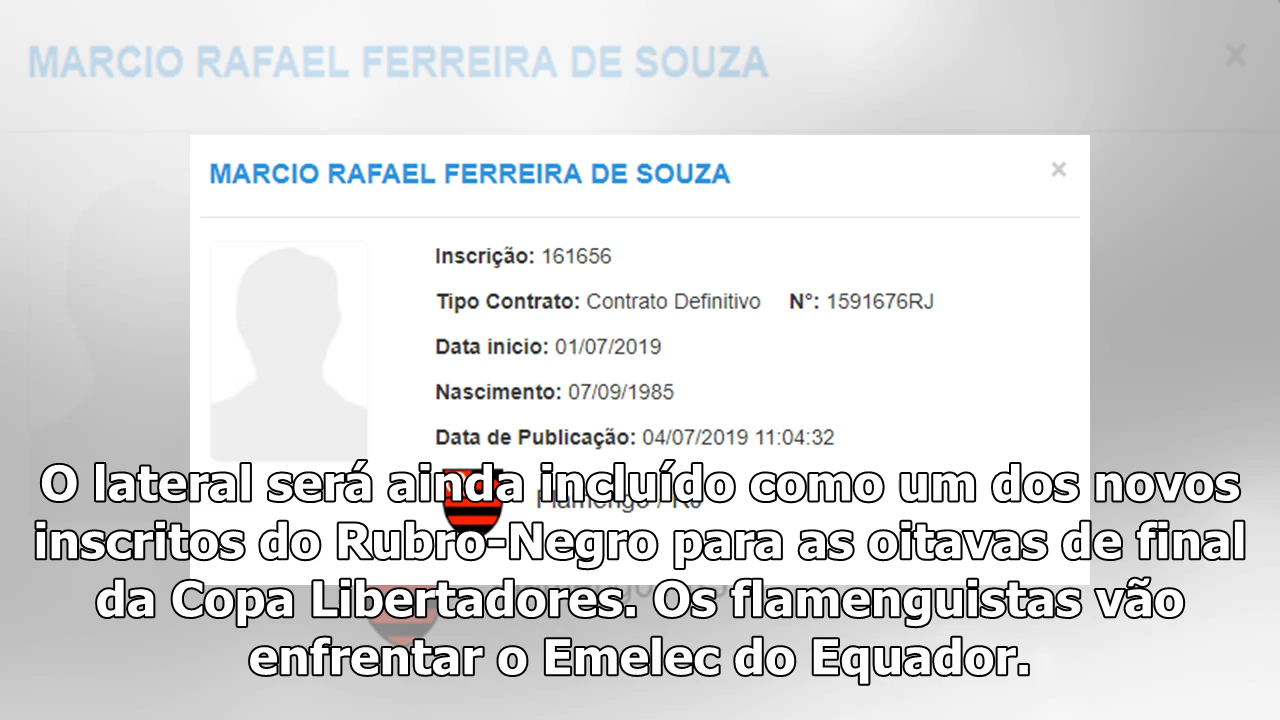 MARCIO RAFAEL FERREIRA DE SOUZA ×
MARCIO RAFAEL FERREIRA DE SOUZA ×
Inscrição: 161656
Tipo Contrato: Contrato Definitivo N°: 1591676RJ
Data inicio: 01/07/2019
Nascimento: 07/09/1985
Data de Publicação: 04/07/2019 11:04:32
Flamengo / RJ
O lateral será ainda incluído como um dos novos
inscritos do Rubro-Negro para as oitavas de final
da Copa Libertadores. Os flamenguistas vão
enfrentar o Emelec do Equador.